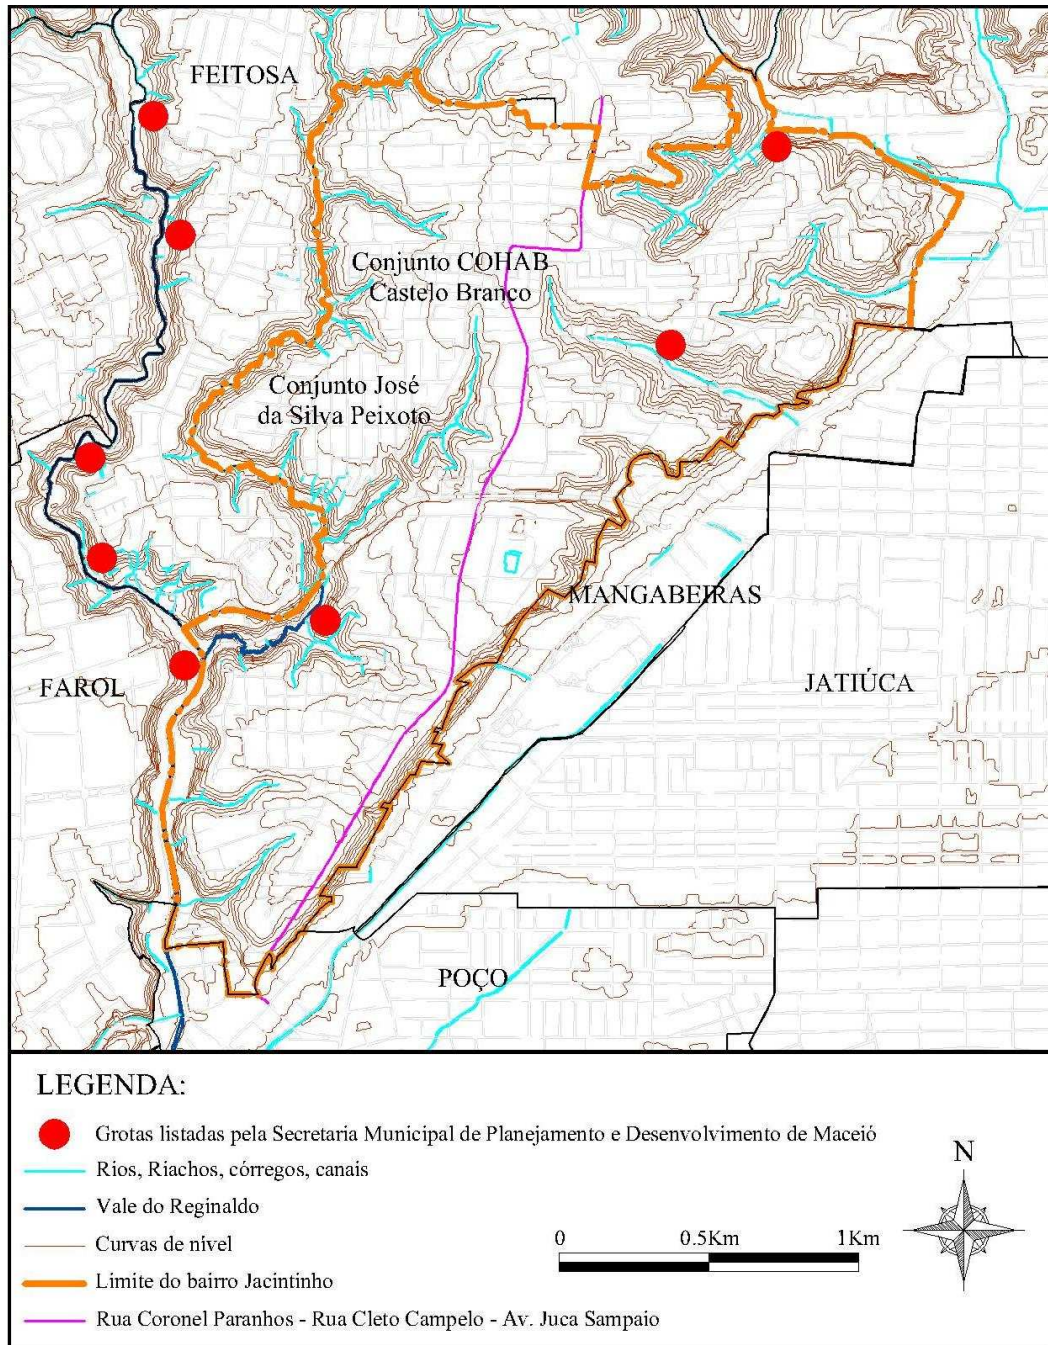 FEITOSA
Conjunto COHAB
Castelo Branco
Conjunto José
da Silva Peixoto
MANGABEIRAS
FAROL
JATIÚCA
POÇO
LEGENDA:
Grotas listadas pela Secretaria Municipal de Planejamento e Desenvolvimento de Maceió
Rios, Riachos, córregos, canais
Vale do Reginaldo
Curvas de nível
Limite do bairro Jacintinho
Rua Coronel Paranhos - Rua Cleto Campelo - Av. Juca Sampaio
0 0.5Km 1Km
N